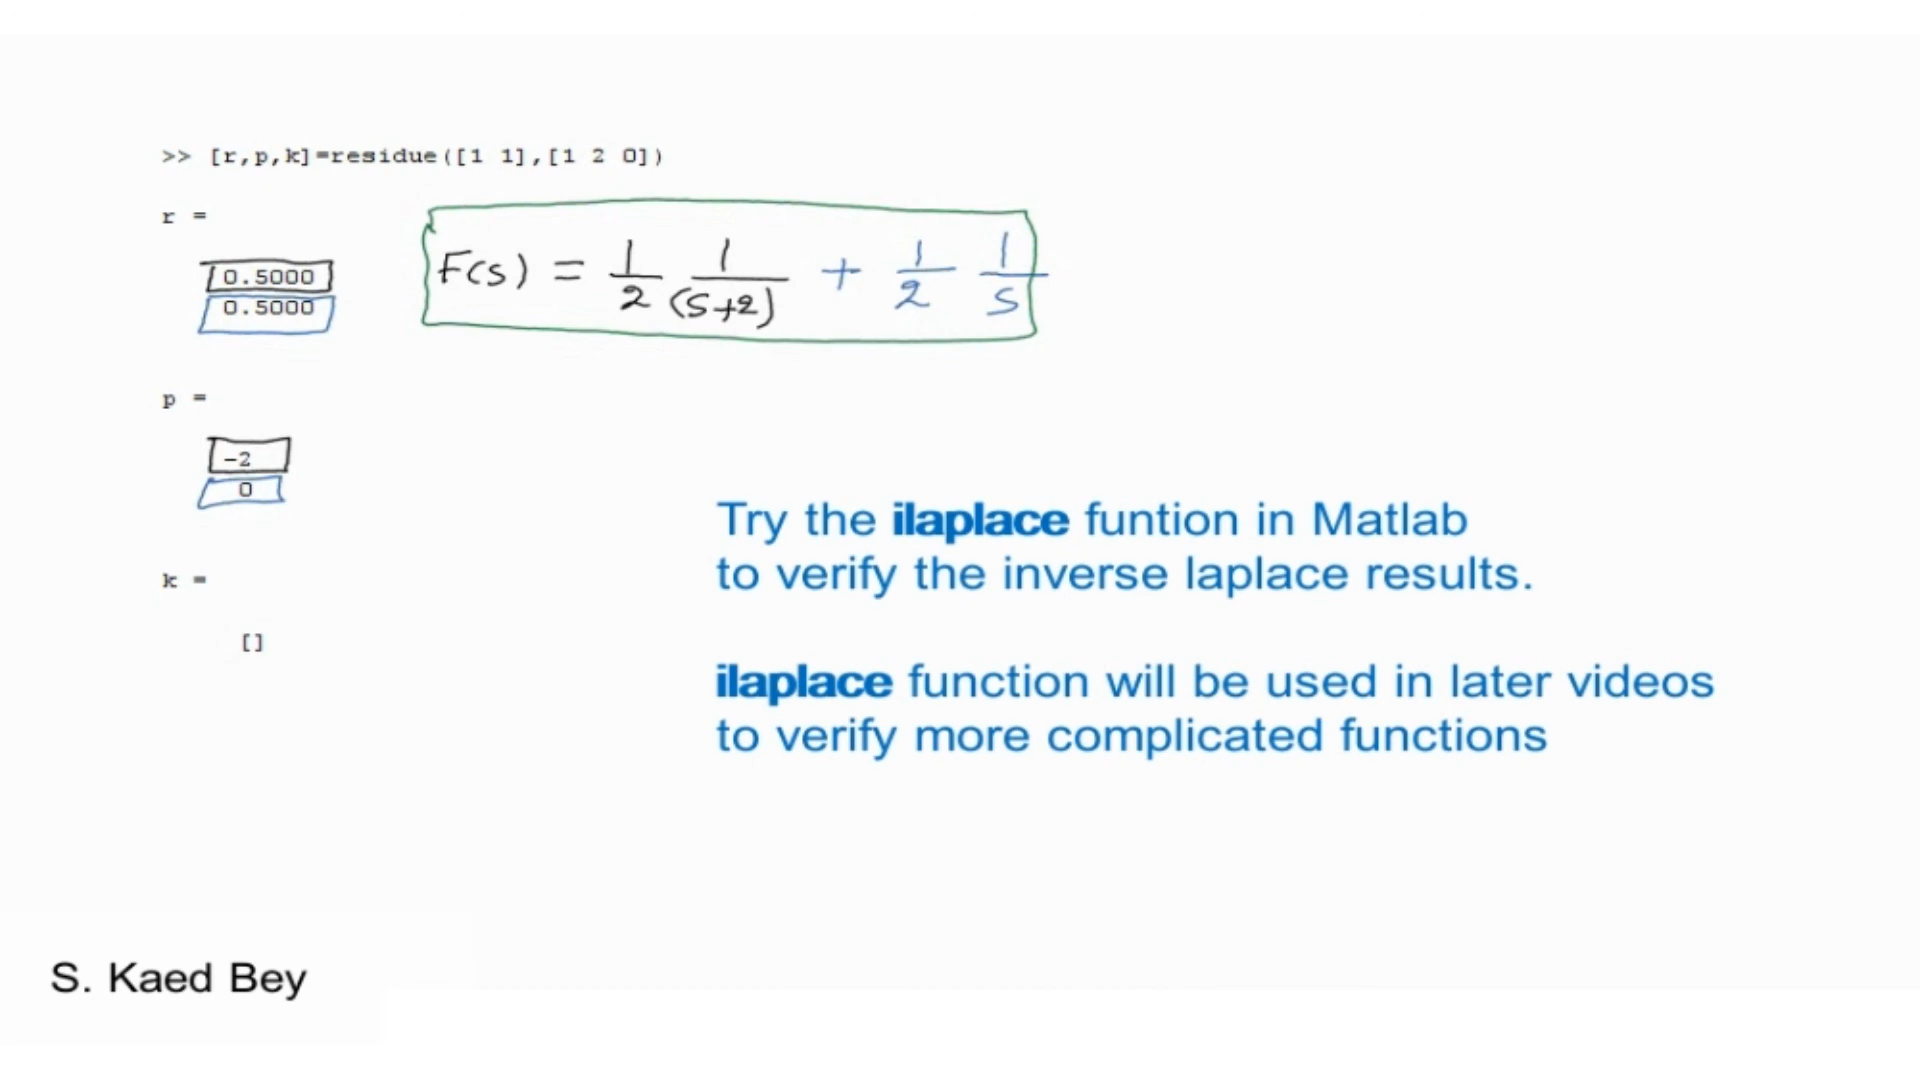 >> [r,p,k]=residue([1 1],[1 2 0])
r =
0.5000
0.5000
F(s) = 1/2 1/(s+2) + 1/2 1/s
p =
-2
0
Try the ilaplace funtion in Matlab
to verify the inverse laplace results.
k =
[]
ilaplace function will be used in later videos
to verify more complicated functions
S. Kaed Bey